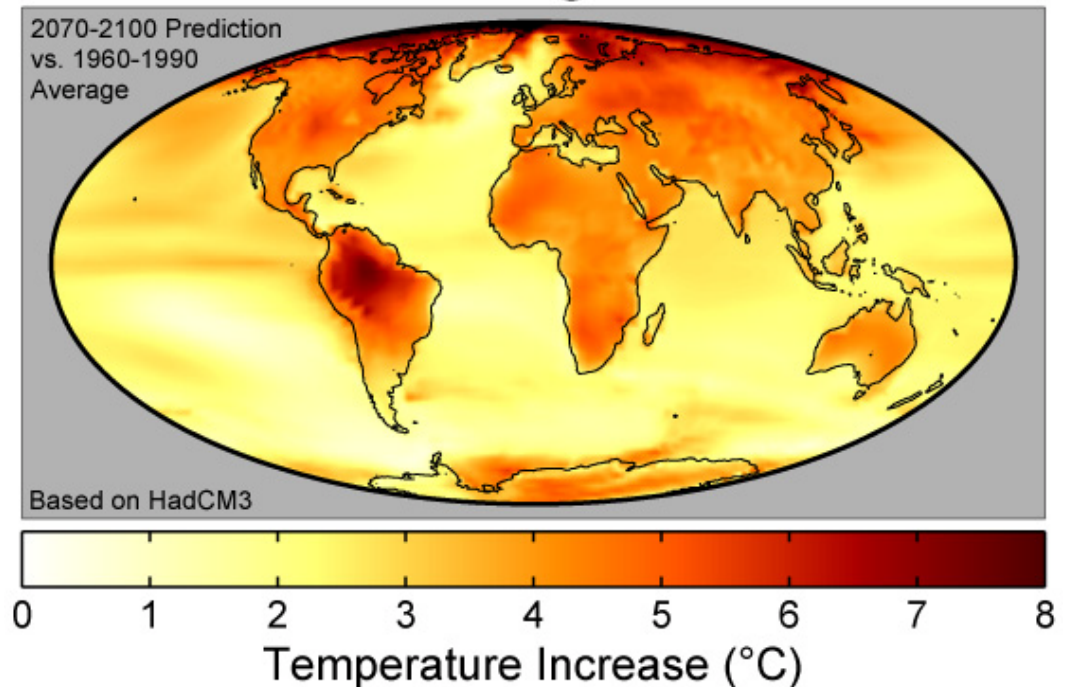 2070-2100 Prediction
vs. 1960-1990
Average
Based on HadCM3
0 1 2 3 4 5 6 7 8
Temperature Increase (°C)